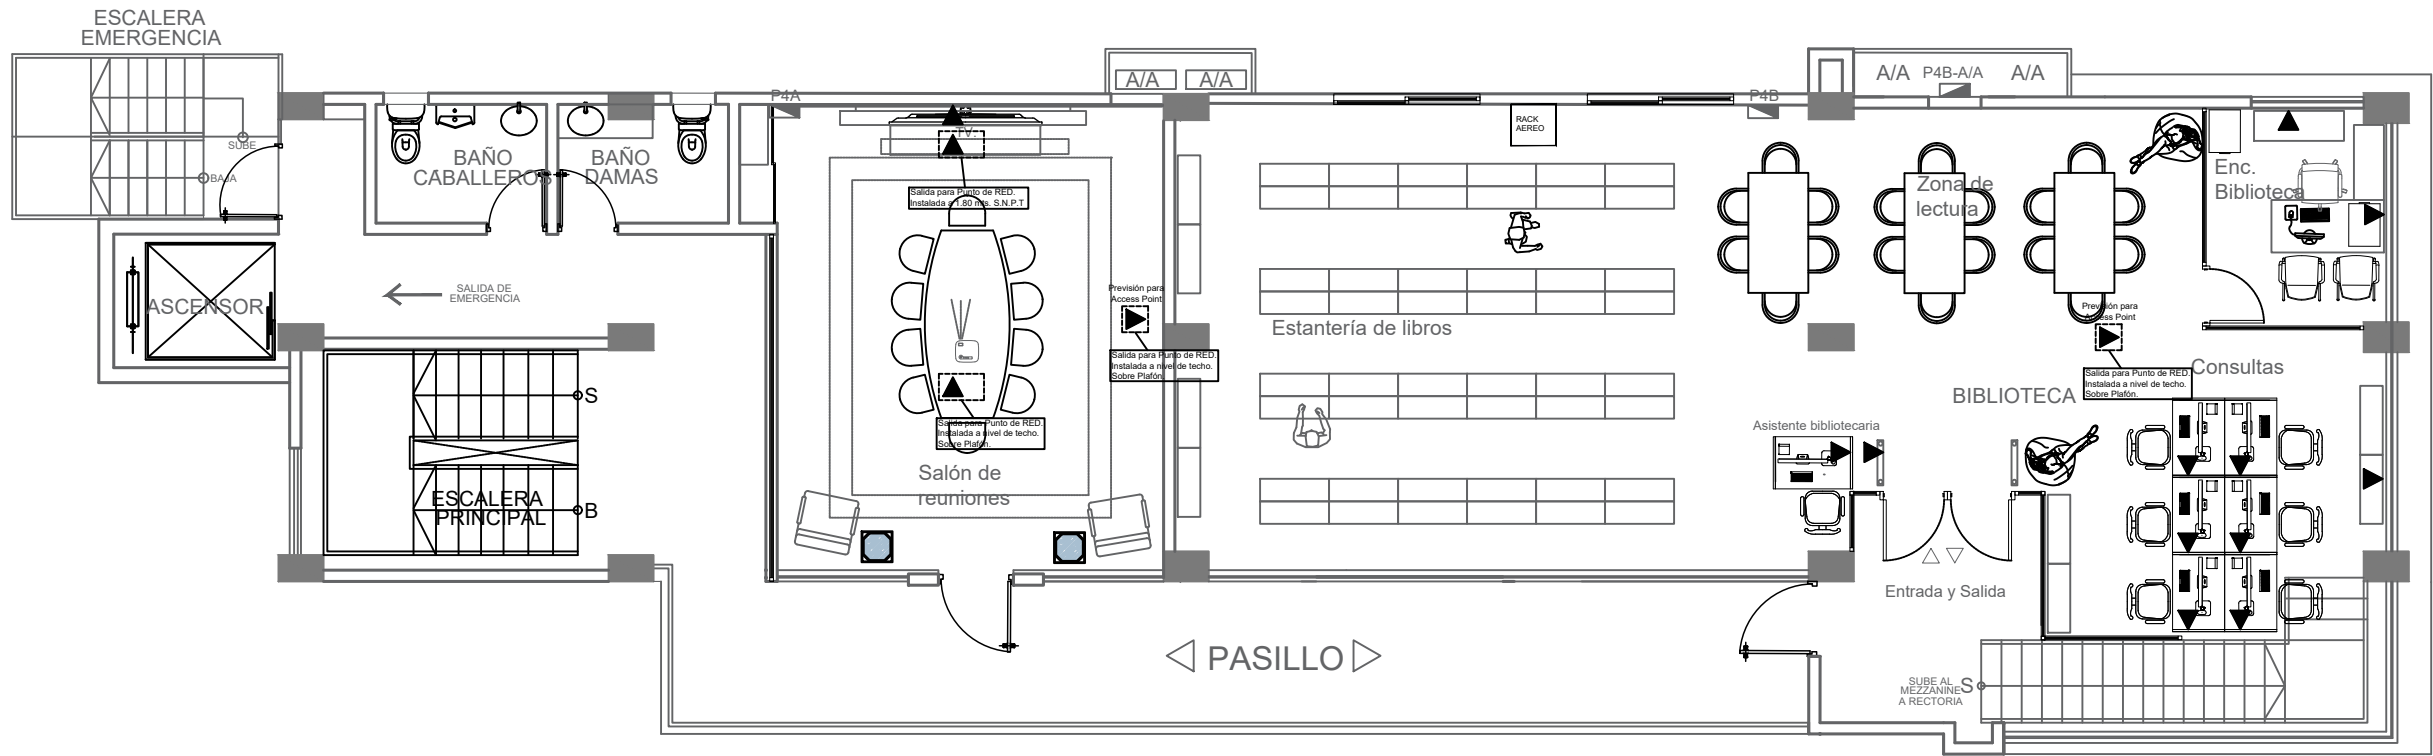 ESCALERA
EMERGENCIA
SUBE
BAJA
BAÑO
CABALLEROS
BAÑO
DAMAS
P4A
A/A
A/A
TV.
Salida para Punto de RED.
Instalada a 1.80 mts. S.N.P.T
ASCENSOR
SALIDA DE
EMERGENCIA
S
ESCALERA
PRINCIPAL
B
Previsión para
Access Point
Salida para Punto de RED.
Instalada a nivel de techo.
Sobre Plafón.
Salida para Punto de RED.
Instalada a nivel de techo.
Sobre Plafón.
Salón de
reuniones
RACK
AEREO
P4B
Estantería de libros
A/A
P4B-A/A
A/A
Zona de
lectura
Enc.
Biblioteca
Previsión para
Access Point
Salida para Punto de RED.
Instalada a nivel de techo.
Sobre Plafón.
Consultas
BIBLIOTECA
Asistente bibliotecaria
Entrada y Salida
PASILLO
SUBE AL
MEZZANINE
A RECTORIA
S